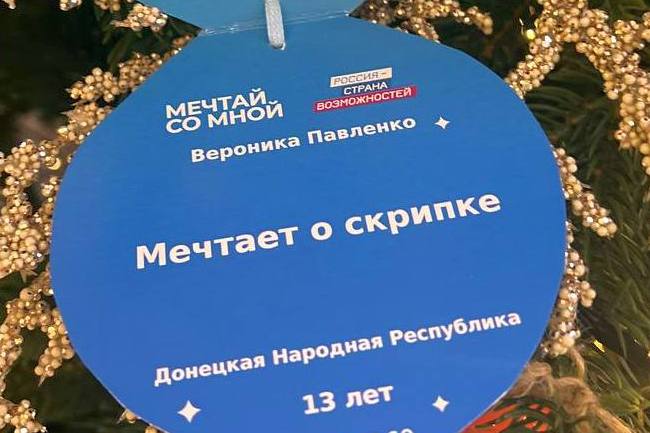 МЕЧТАЙ
СО МНОЙ
РОССИЯ –
СТРАНА
ВОЗМОЖНОСТЕЙ
Вероника Павленко
Мечтает о скрипке
Донецкая Народная Республика
13 лет